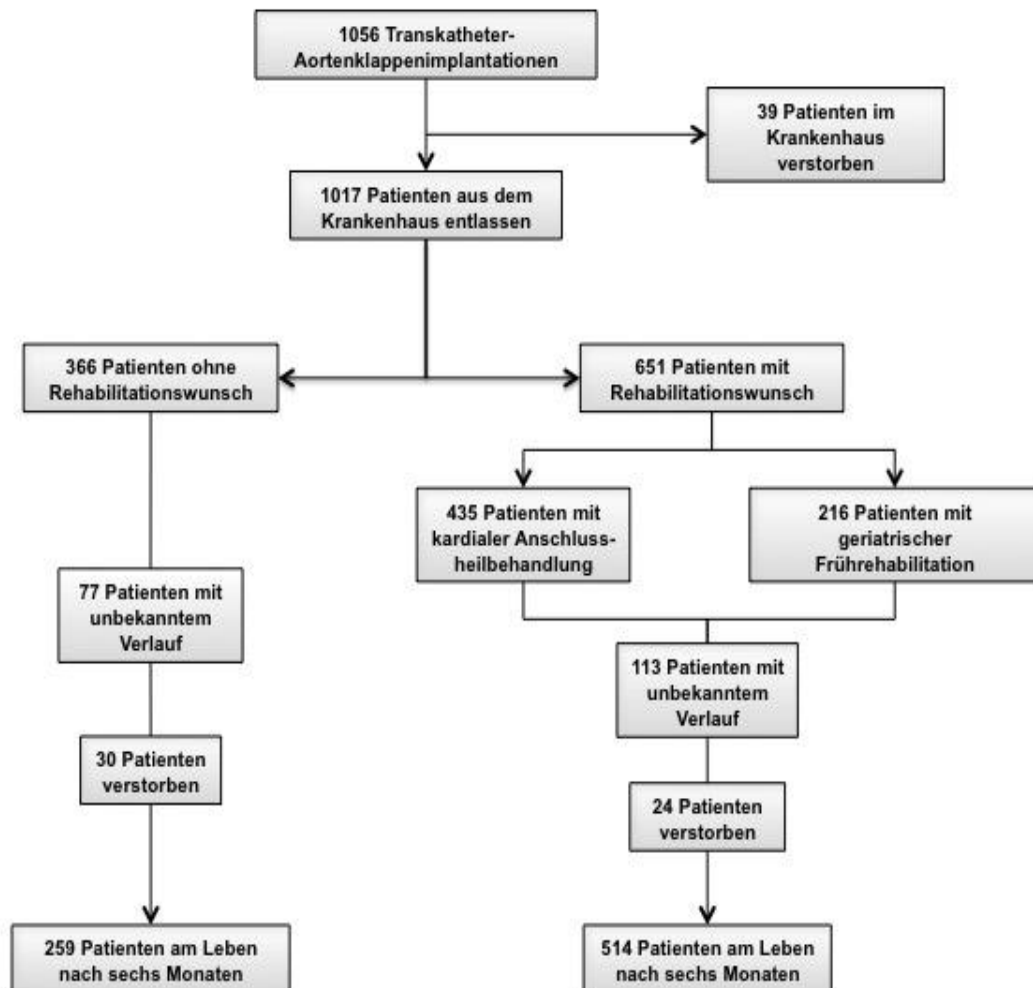 1056 Transkatheter-
Aortenklappenimplantationen
39 Patienten im
Krankenhaus
verstorben
1017 Patienten aus dem
Krankenhaus entlassen
366 Patienten ohne
Rehabilitationswunsch
651 Patienten mit
Rehabilitationswunsch
435 Patienten mit
kardialer Anschluss-
heilbehandlung
216 Patienten mit
geriatrischer
Frührehabilitation
77 Patienten mit
unbekanntem
Verlauf
113 Patienten mit
unbekanntem
Verlauf
30 Patienten
verstorben
24 Patienten
verstorben
259 Patienten am Leben
nach sechs Monaten
514 Patienten am Leben
nach sechs Monaten